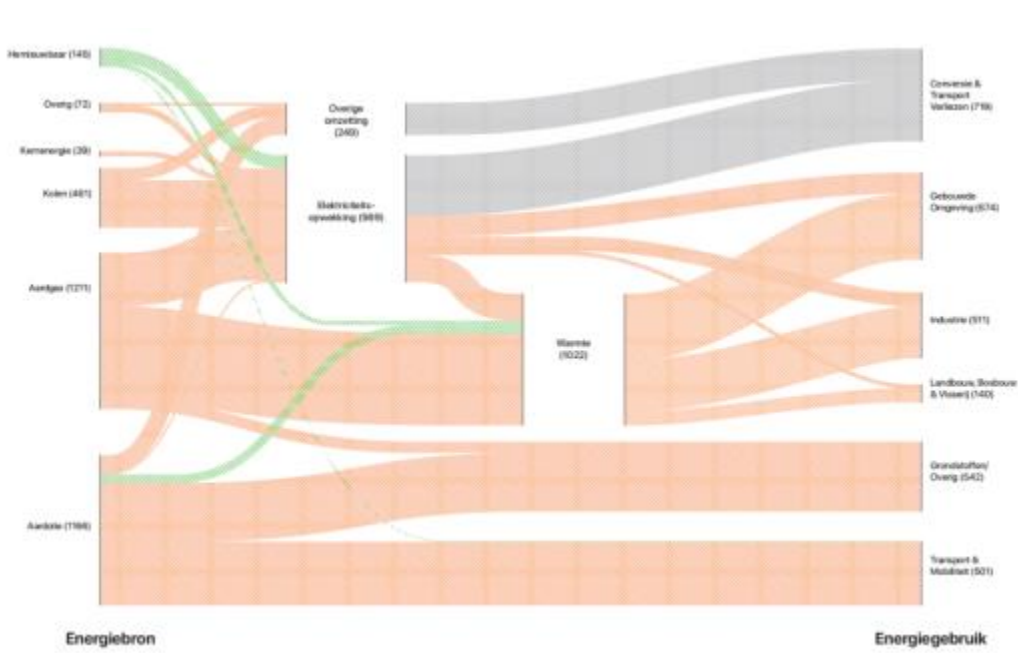 Hernieuwbaar (145)
Overig (72)
Kernenergie (39)
Kolen (461)
Aardgas (1211)
Aardolie (1166)
Overige
omzetting
(249)
Elektriciteits-
opwekking (989)
Warmte
(1022)
Conversie &
Transport
Verliezen (719)
Gebouwde
Omgeving (674)
Industrie (511)
Landbouw, Bosbouw
& Visserij (140)
Grondstoffen/
Overig (542)
Transport &
Mobiliteit (501)
Energiebron
Energiegebruik